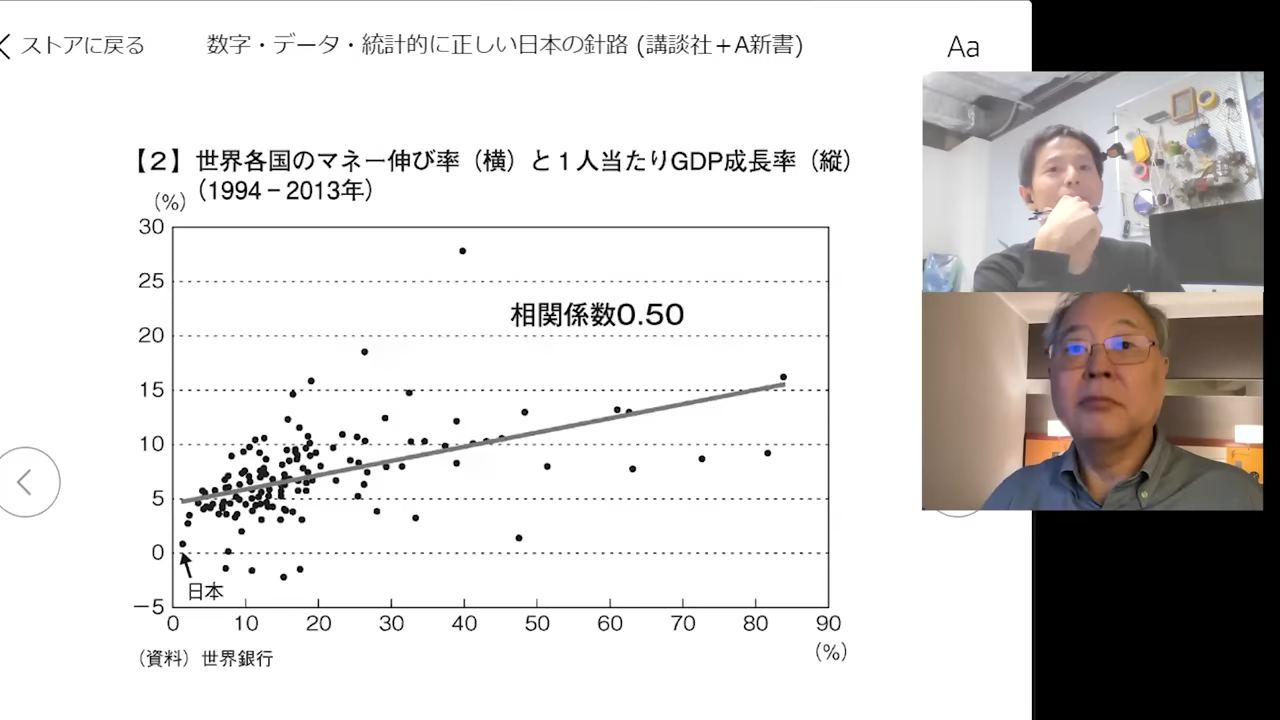 ストアに戻る
数字・データ・統計的に正しい日本の針路 (講談社＋A新書)
Aa
【２】世界各国のマネー伸び率（横）と１人当たりGDP成長率（縦）
（1994－2013年）
(%)
30
25
20
15
10
5
0
－5
相関係数0.50
日本
0 10 20 30 40 50 60 70 80 90
(%)
（資料）世界銀行